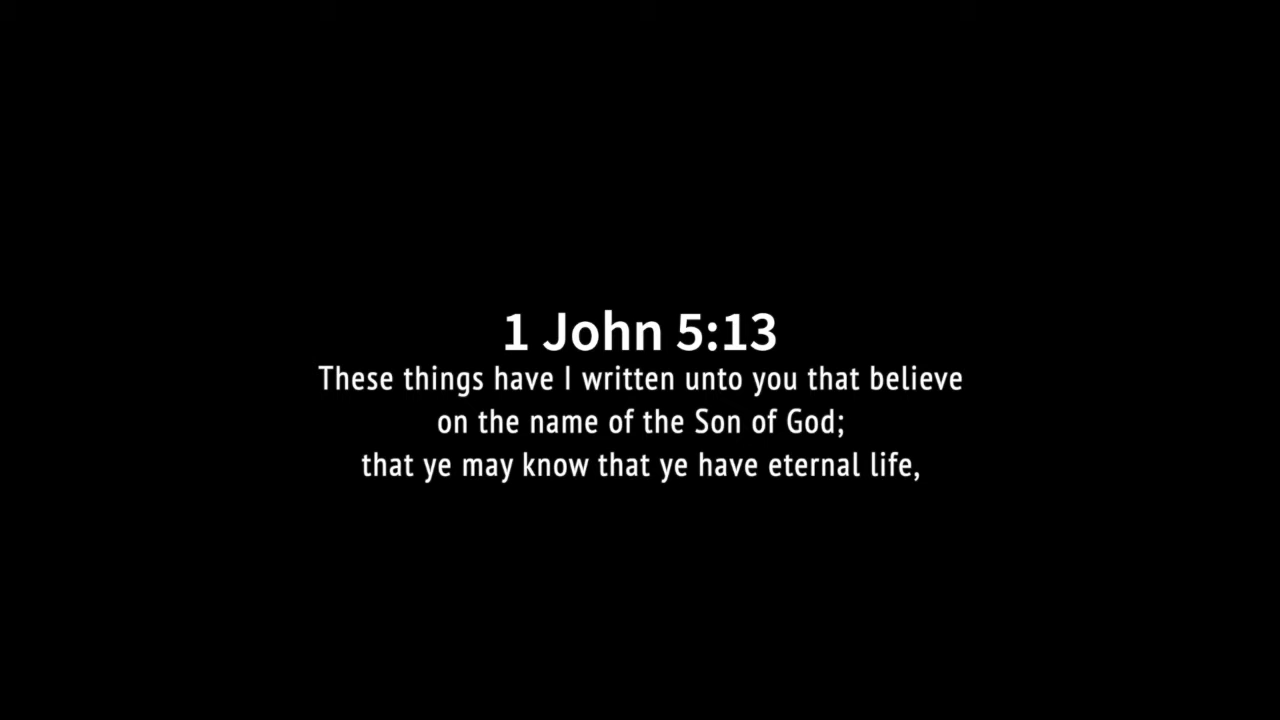 1 John 5:13
These things have I written unto you that believe
on the name of the Son of God;
that ye may know that ye have eternal life,